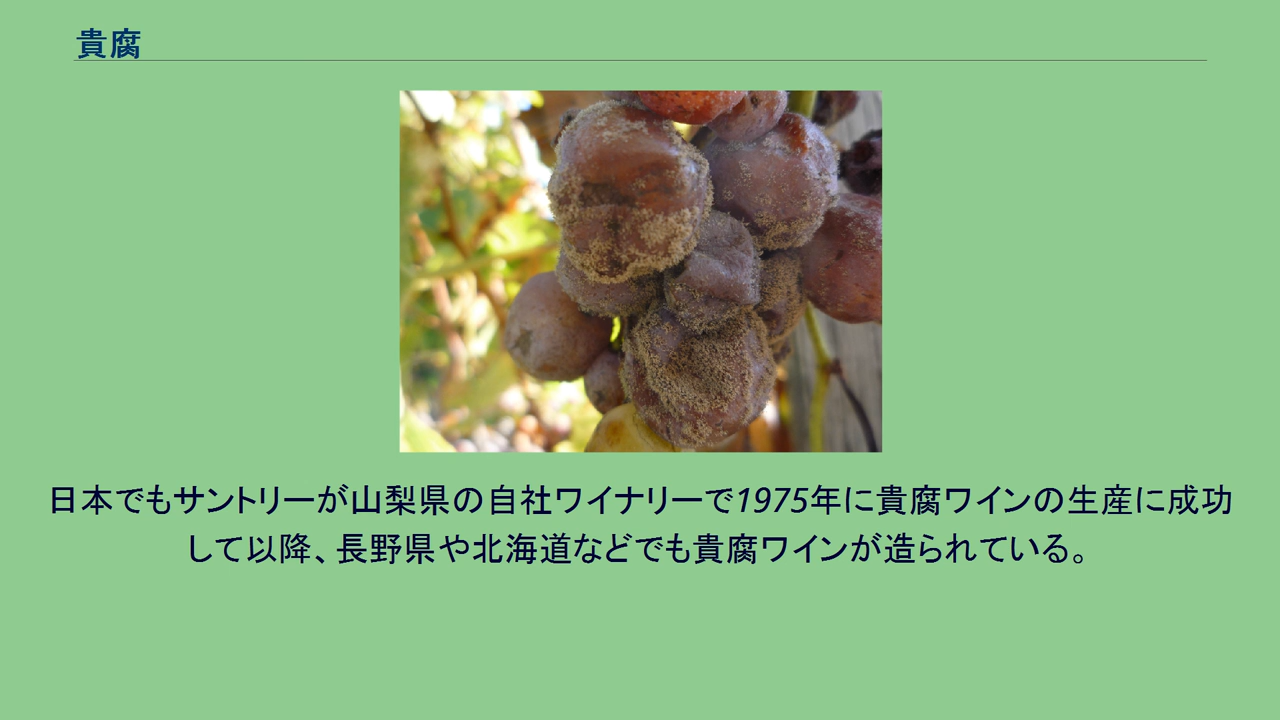 貴腐
日本でもサントリーが山梨県の自社ワイナリーで1975年に貴腐ワインの生産に成功
して以降、長野県や北海道などでも貴腐ワインが造られている。